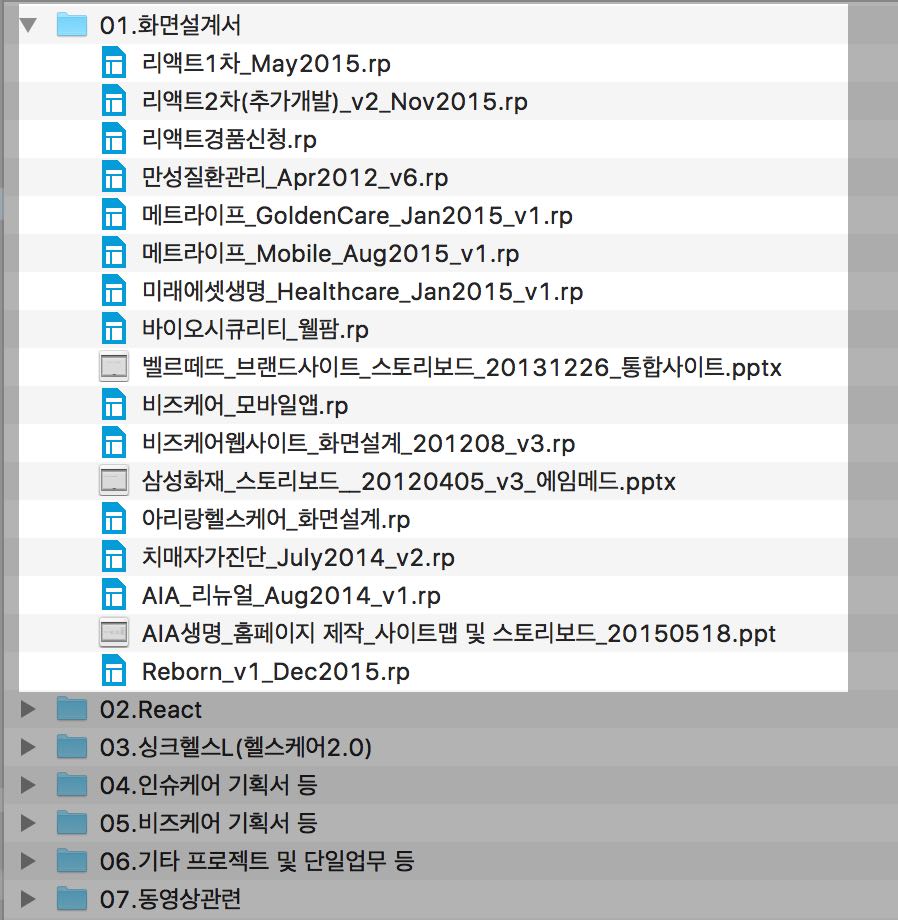 01.화면설계서
리액트1차_May2015.rp
리액트2차(추가개발)_v2_Nov2015.rp
리액트경품신청.rp
만성질환관리_Apr2012_v6.rp
메트라이프_GoldenCare_Jan2015_v1.rp
메트라이프_Mobile_Aug2015_v1.rp
미래에셋생명_Healthcare_Jan2015_v1.rp
바이오시큐리티_웰팜.rp
벨르떼뜨_브랜드사이트_스토리보드_20131226_통합사이트.pptx
비즈케어_모바일앱.rp
비즈케어웹사이트_화면설계_201208_v3.rp
삼성화재_스토리보드__20120405_v3_에임메드.pptx
아리랑헬스케어_화면설계.rp
치매자가진단_July2014_v2.rp
AIA_리뉴얼_Aug2014_v1.rp
AIA생명_홈페이지 제작_사이트맵 및 스토리보드_20150518.ppt
Reborn_v1_Dec2015.rp
02.React
03.싱크헬스L(헬스케어2.0)
04.인슈케어 기획서 등
05.비즈케어 기획서 등
06.기타 프로젝트 및 단일업무 등
07.동영상관련